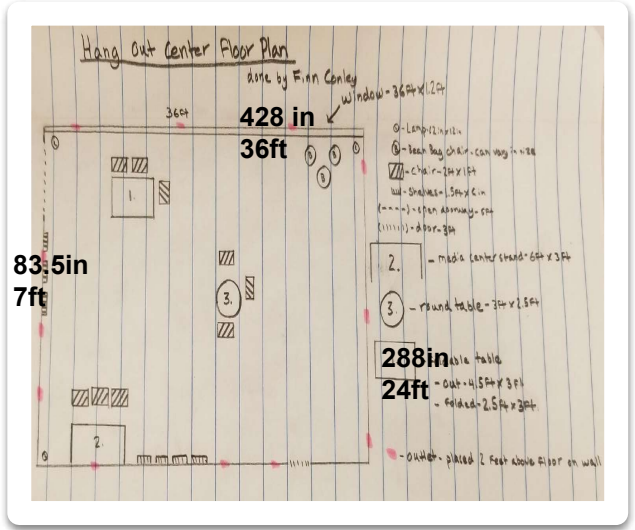 Hang Out Center Floor Plan
done by Finn Conley
window-36ft x 1.2ft
36ft
428 in
36ft
83.5in
7ft
1.
3.
2.
-Lamp-12in x 12in
B -Bean Bag chair-can vary in size
-chair-2ft x 1ft
-Shelves-1.5ft x 6in
(----)-open doorway-5ft
-door-3ft
2. -media center stand-6ft x 3ft
3. -round table-3ft x 2.5ft
288in
24ft
table
-out-4.5ft x 3ft
-folded-2.5ft x 3ft
-outlet-placed 2 feet above floor on wall